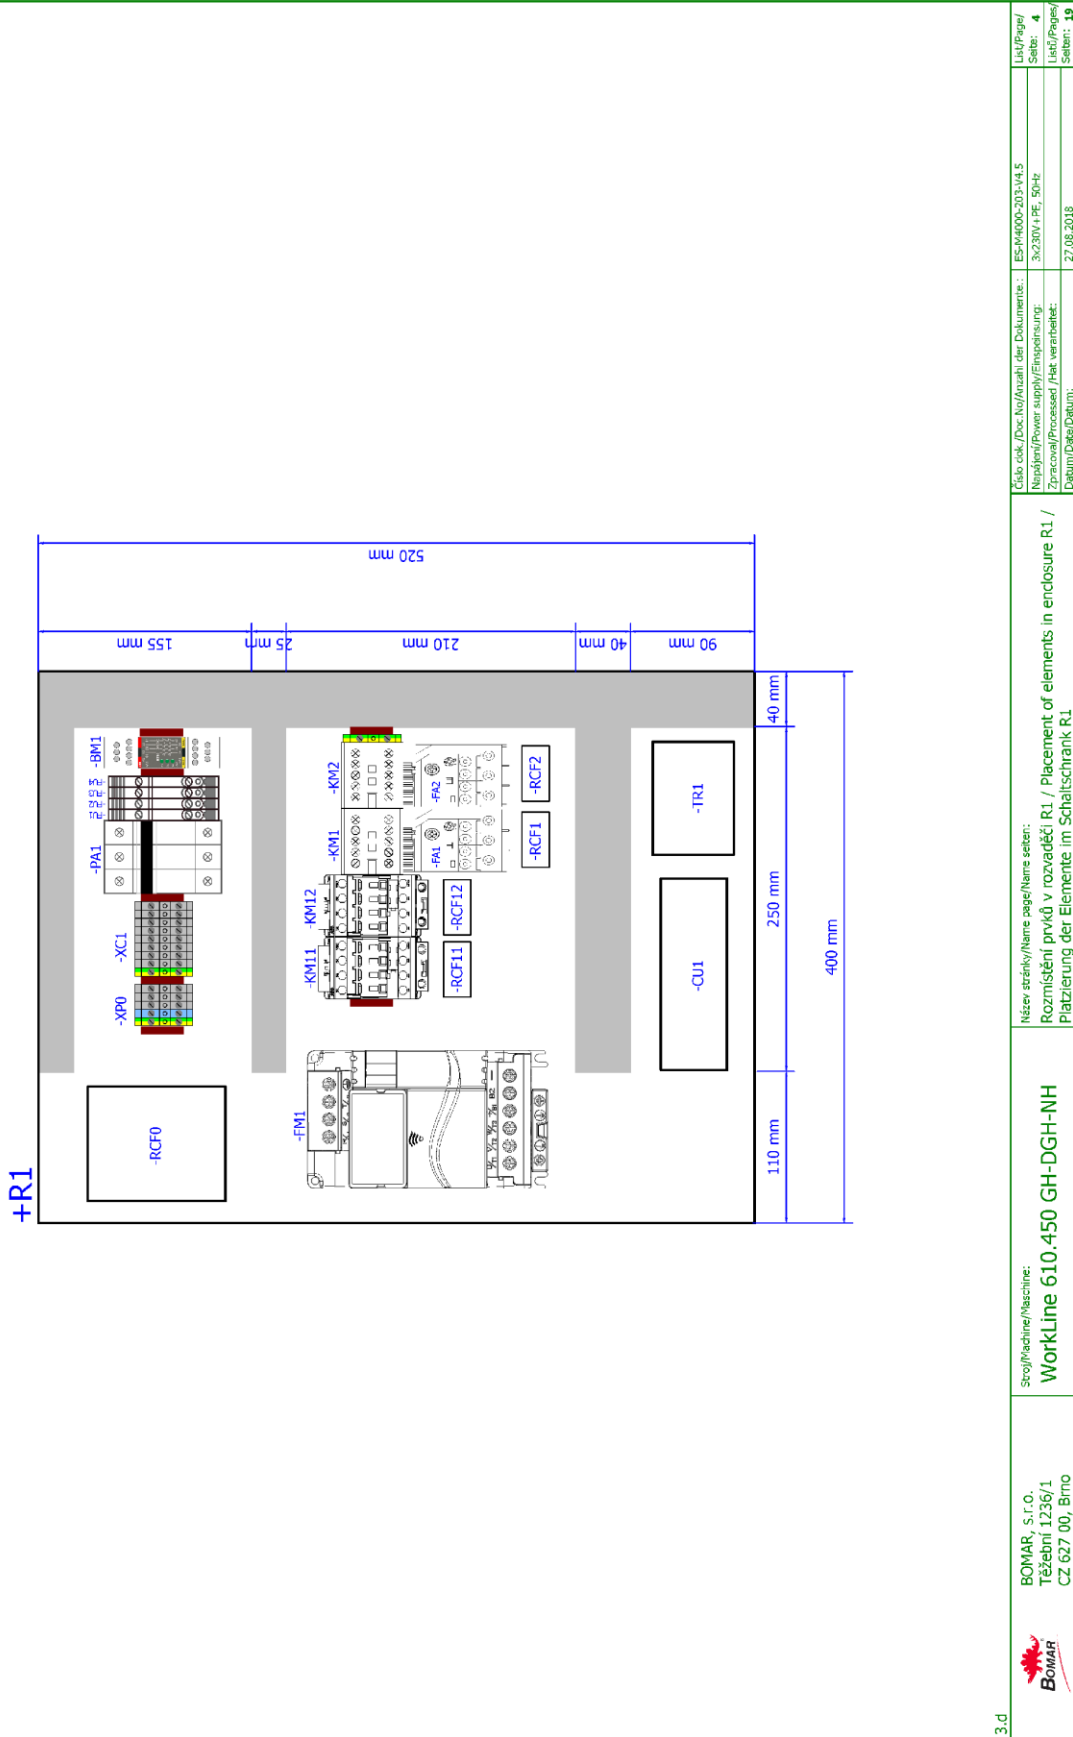 +R1
-RCF0
-XP0
-XC1
-PA1
-BM1
-FM1
-KM11
-KM12
-KM1
-KM2
-FA1
-FA2
-RCF11
-RCF12
-RCF1
-RCF2
-CU1
-TR1
155 mm
25 mm
210 mm
40 mm
90 mm
520 mm
110 mm
250 mm
40 mm
400 mm
3.d
BOMAR
BOMAR, s.r.o.
Těžební 1236/1
CZ 627 00, Brno
Stroj/Machine/Maschine:
WorkLine 610.450 GH-DGH-NH
Název stránky/Name page/Name seiten:
Rozmístění prvků v rozvaděči R1 / Placement of elements in enclosure R1 /
Platzierung der Elemente im Schaltschrank R1
Číslo dok./Doc.No/Anzahl der Dokumente.: ES-M4000-203-V4.5
Napájení/Power supply/Einspeisung: 3x230V+PE, 50Hz
Zpracoval/Processed /Hat verarbeitet:
Datum/Date/Datum: 27.08.2018
List/Page/
Seite: 4
Listů/Pages/
Seiten: 19